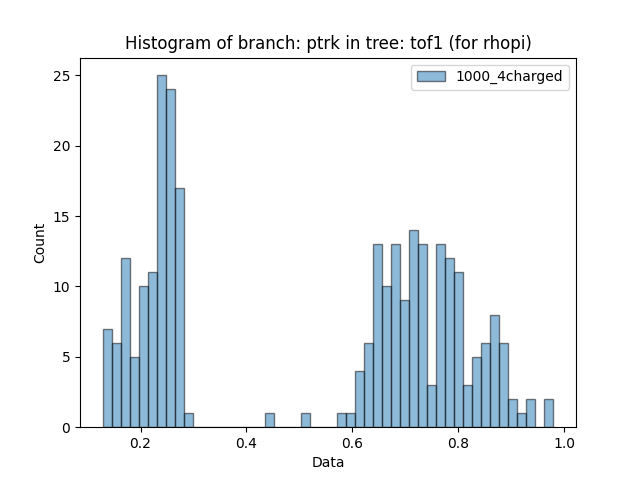 Histogram of branch: ptrk in tree: tof1 (for rhopi)
1000_4charged
25
20
15
10
5
0
Count
0.2 0.4 0.6 0.8 1.0
Data